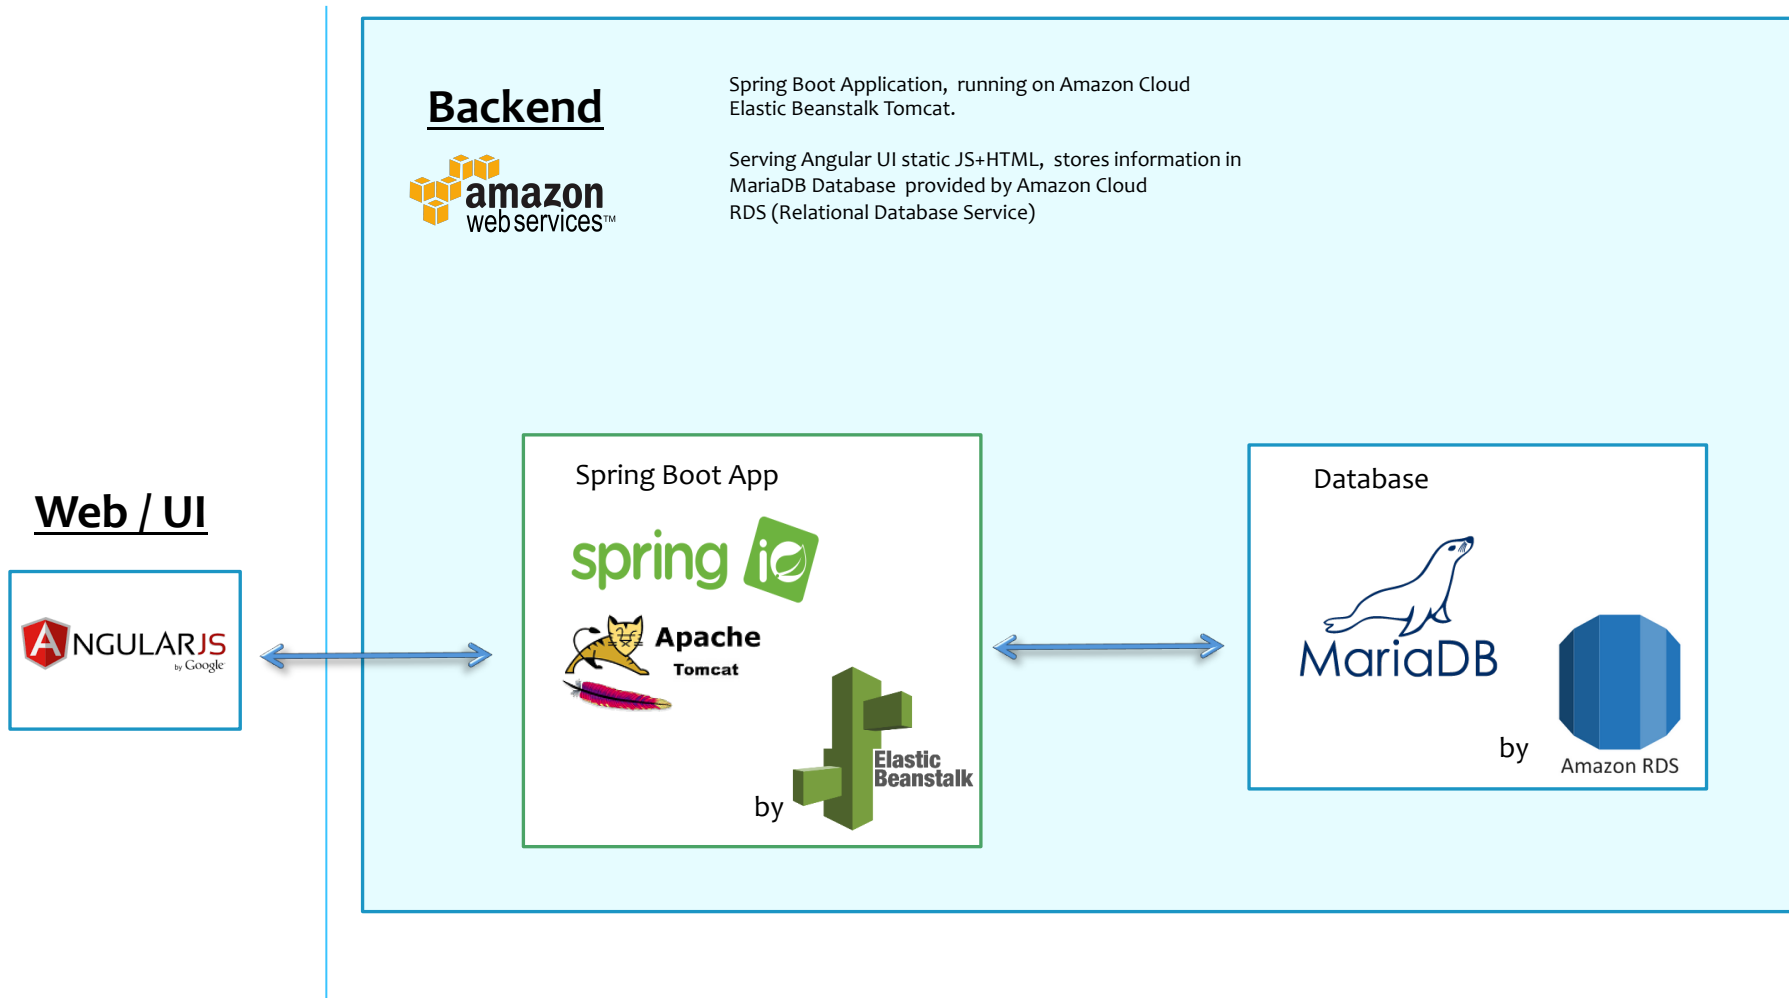 Backend
amazon
webservices™
Spring Boot Application, running on Amazon Cloud
Elastic Beanstalk Tomcat.
Serving Angular UI static JS+HTML, stores information in
MariaDB Database provided by Amazon Cloud
RDS (Relational Database Service)
Web / UI
ANGULARJS
by Google
Spring Boot App
spring io
Apache
Tomcat
by
Elastic
Beanstalk
Database
MariaDB
by
Amazon RDS